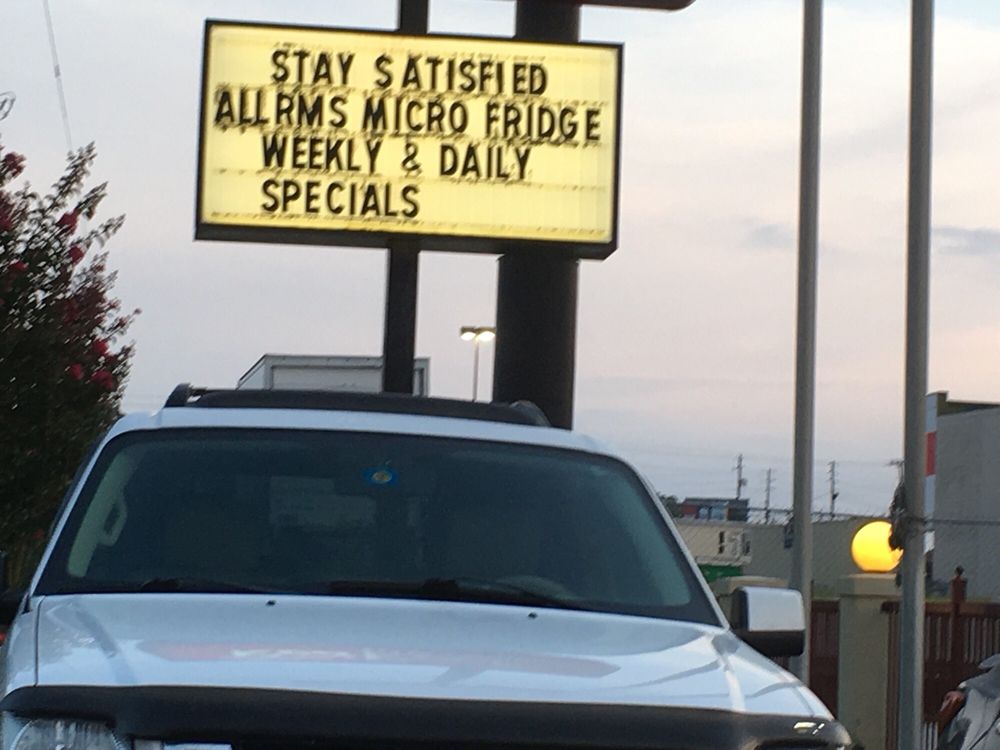 STAY SATISFIED
ALLRMS MICRO FRIDGE
WEEKLY & DAILY
SPECIALS